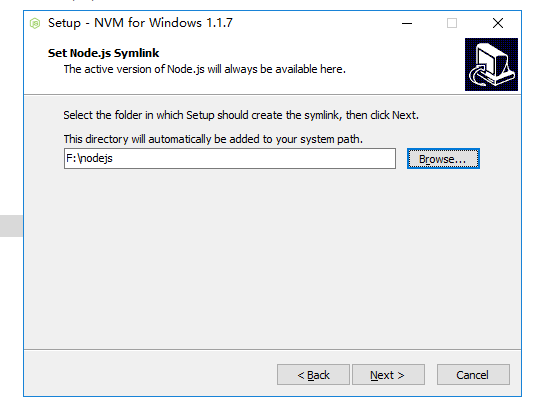 Setup - NVM for Windows 1.1.7
Set Node.js Symlink
The active version of Node.js will always be available here.
Select the folder in which Setup should create the symlink, then click Next.
This directory will automatically be added to your system path.
F:\nodejs
Browse...
< Back
Next >
Cancel